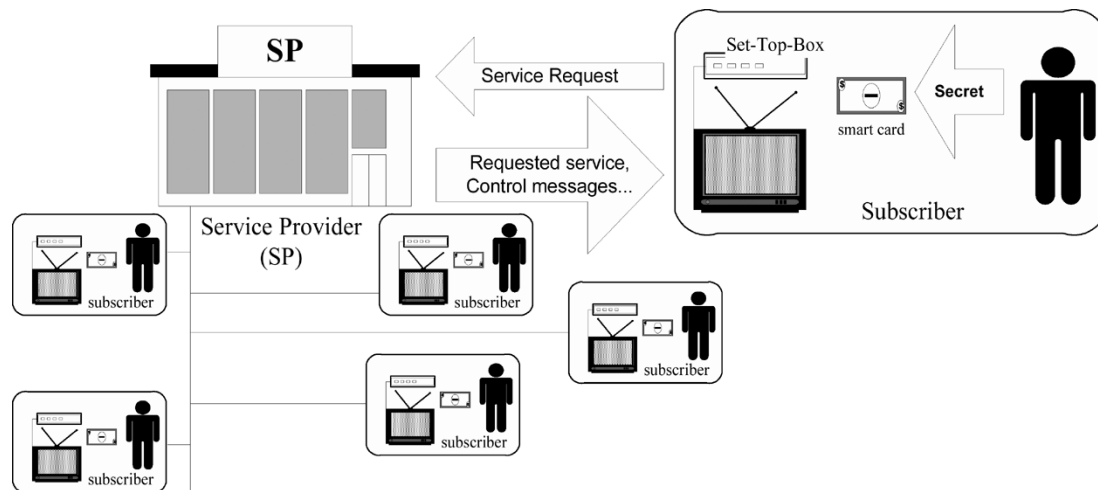 SP
Service Request
Set-Top-Box
Secret
smart card
Requested service,
Control messages...
Subscriber
Service Provider
(SP)
subscriber
subscriber
subscriber
subscriber
subscriber